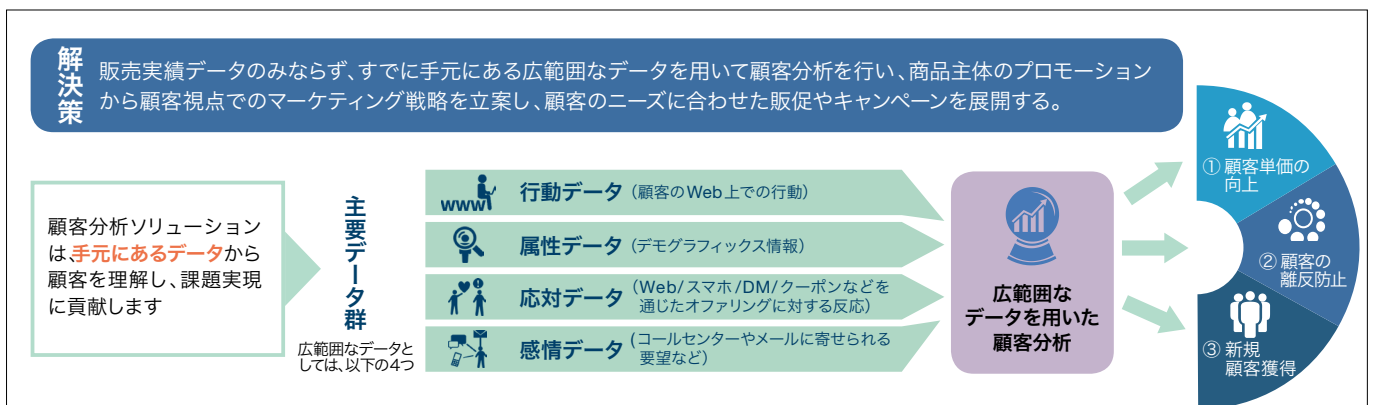 解決策
販売実績データのみならず、すでに手元にある広範囲なデータを用いて顧客分析を行い、商品主体のプロモーション
から顧客視点でのマーケティング戦略を立案し、顧客のニーズに合わせた販促やキャンペーンを展開する。
顧客分析ソリューション
は、手元にあるデータから
顧客を理解し、課題実現
に貢献します
主要データ群
広範囲なデータと
しては、以下の4つ
www
行動データ（顧客のWeb上での行動）
属性データ（デモグラフィックス情報）
応対データ（Web/スマホ/DM/クーポンなどを
通じたオファリングに対する反応）
感情データ（コールセンターやメールに寄せられる
要望など）
広範囲な
データを用いた
顧客分析
① 顧客単価の
向上
② 顧客の
離反防止
③ 新規
顧客獲得